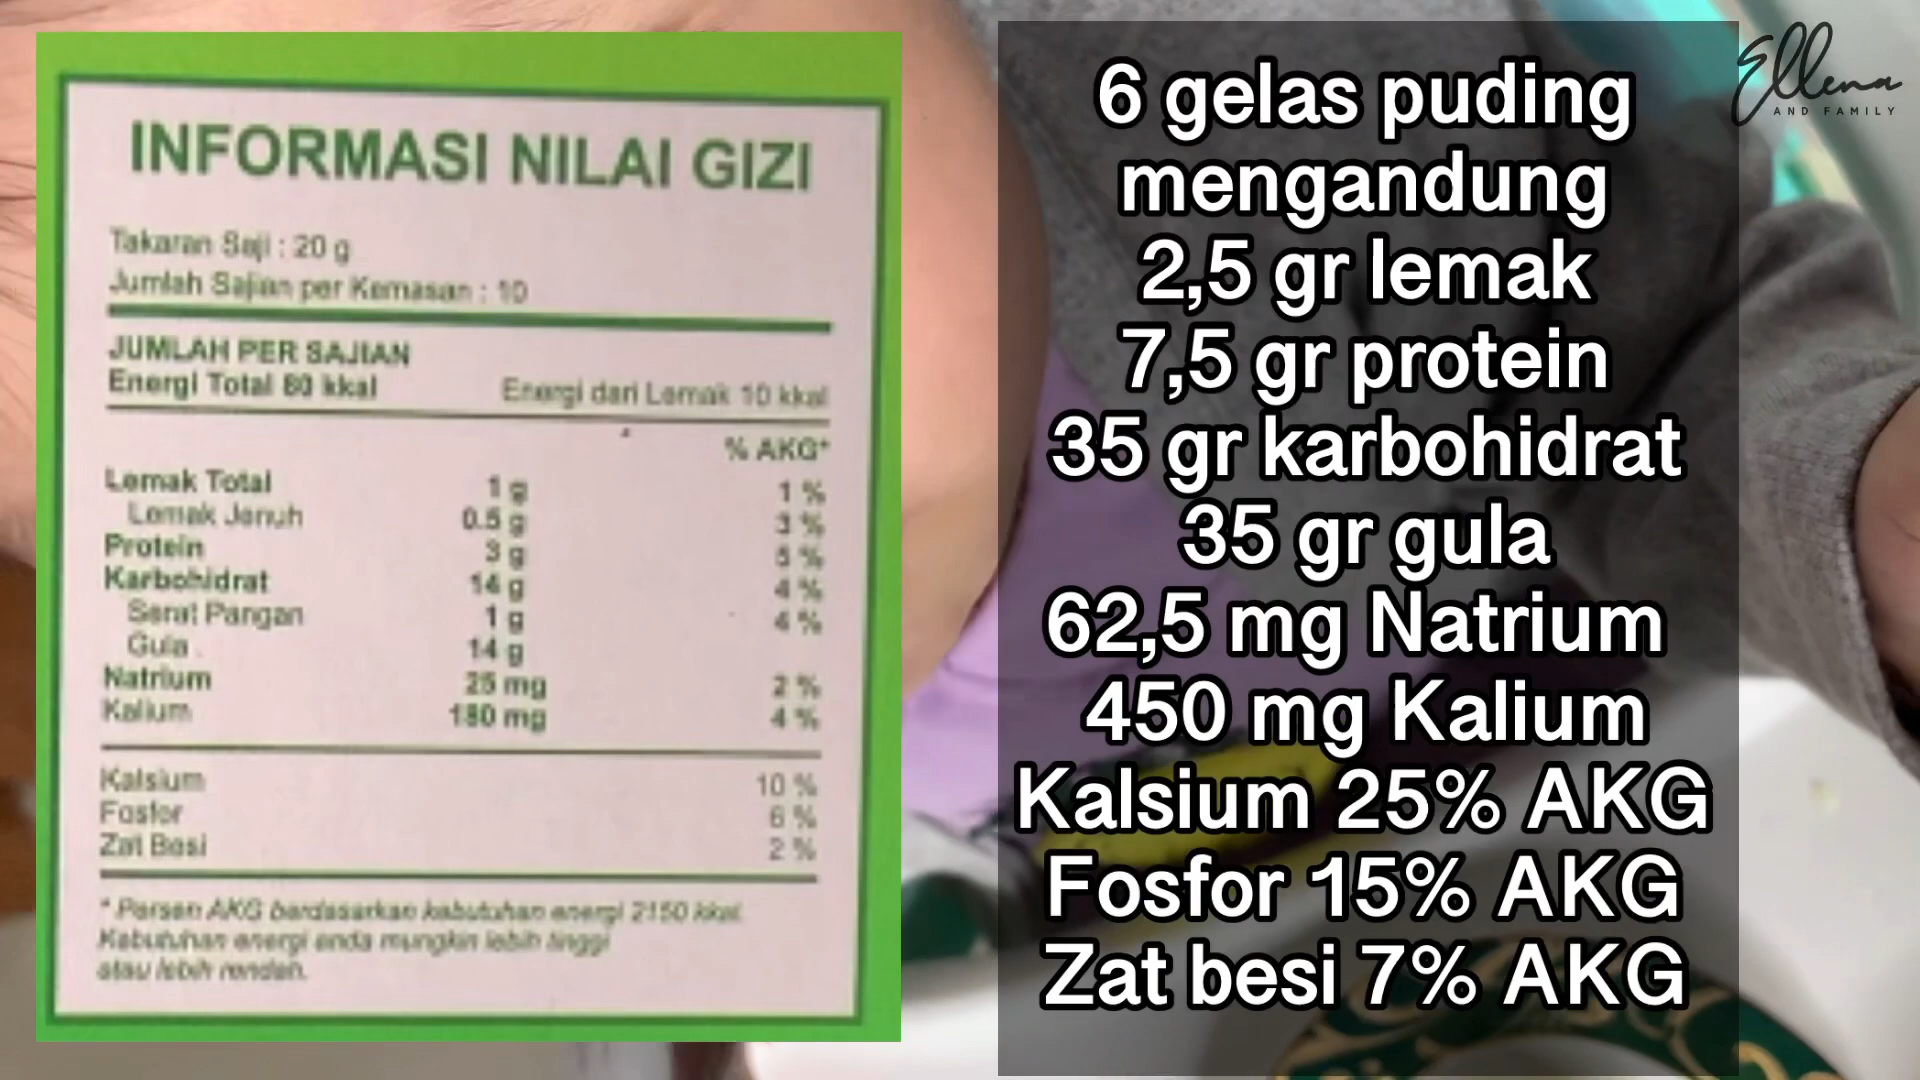 INFORMASI NILAI GIZI
Takaran Saji : 20 g
Jumlah Sajian per Kemasan : 10
JUMLAH PER SAJIAN
Energi Total 80 kkal
Energi dari Lemak 10 kkal
% AKG*
Lemak Total 1 g 1 %
Lemak Jenuh 0.5 g 3 %
Protein 3 g 5 %
Karbohidrat 14 g 4 %
Serat Pangan 1 g 4 %
Gula 14 g
Natrium 25 mg 2 %
Kalium 180 mg 4 %
Kalsium 10 %
Fosfor 6 %
Zat Besi 2 %
* Persen AKG berdasarkan kebutuhan energi 2150 kkal.
Kebutuhan energi anda mungkin lebih tinggi
atau lebih rendah.
6 gelas puding
mengandung
2,5 gr lemak
7,5 gr protein
35 gr karbohidrat
35 gr gula
62,5 mg Natrium
450 mg Kalium
Kalsium 25% AKG
Fosfor 15% AKG
Zat besi 7% AKG
Ellena
AND FAMILY